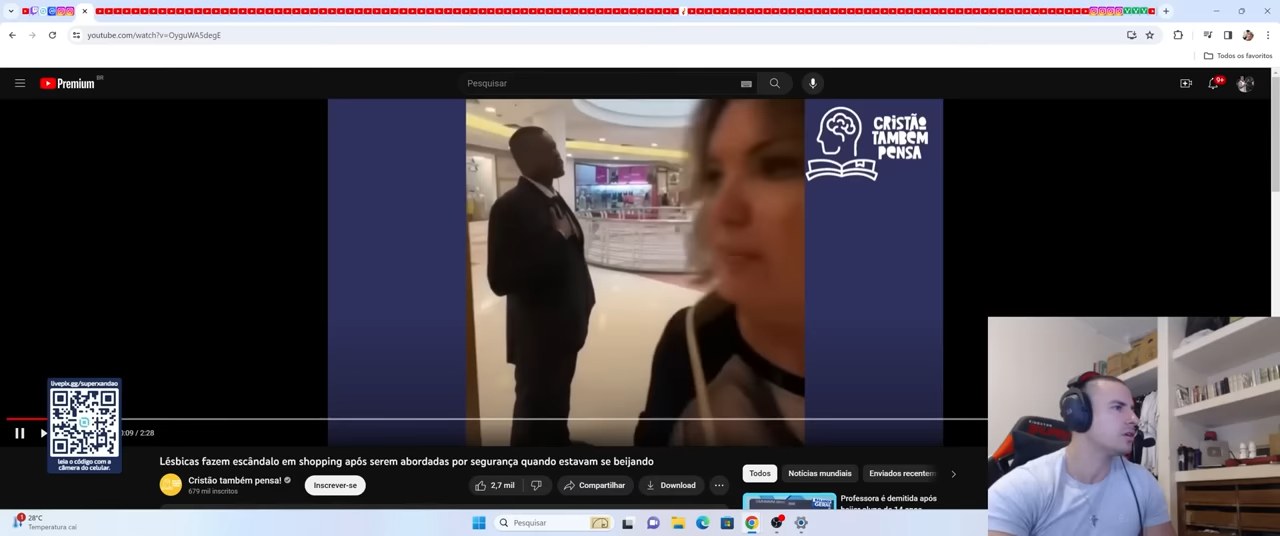 youtube.com/watch?v=OyguWA5degE
Todos os favoritos
Premium BR
Pesquisar
9+
CRISTÃO
TAMBÉM
PENSA
livepix.gg/superxandao
leia o código com a
câmera do celular.
0:09 / 2:28
Lésbicas fazem escândalo em shopping após serem abordadas por segurança quando estavam se beijando
Cristão também pensa!
679 mil inscritos
Inscrever-se
2,7 mil
Compartilhar
Download
Todos
Notícias mundiais
Enviados recentem
Professora é demitida após
28°C
Temperatura caí
Pesquisar